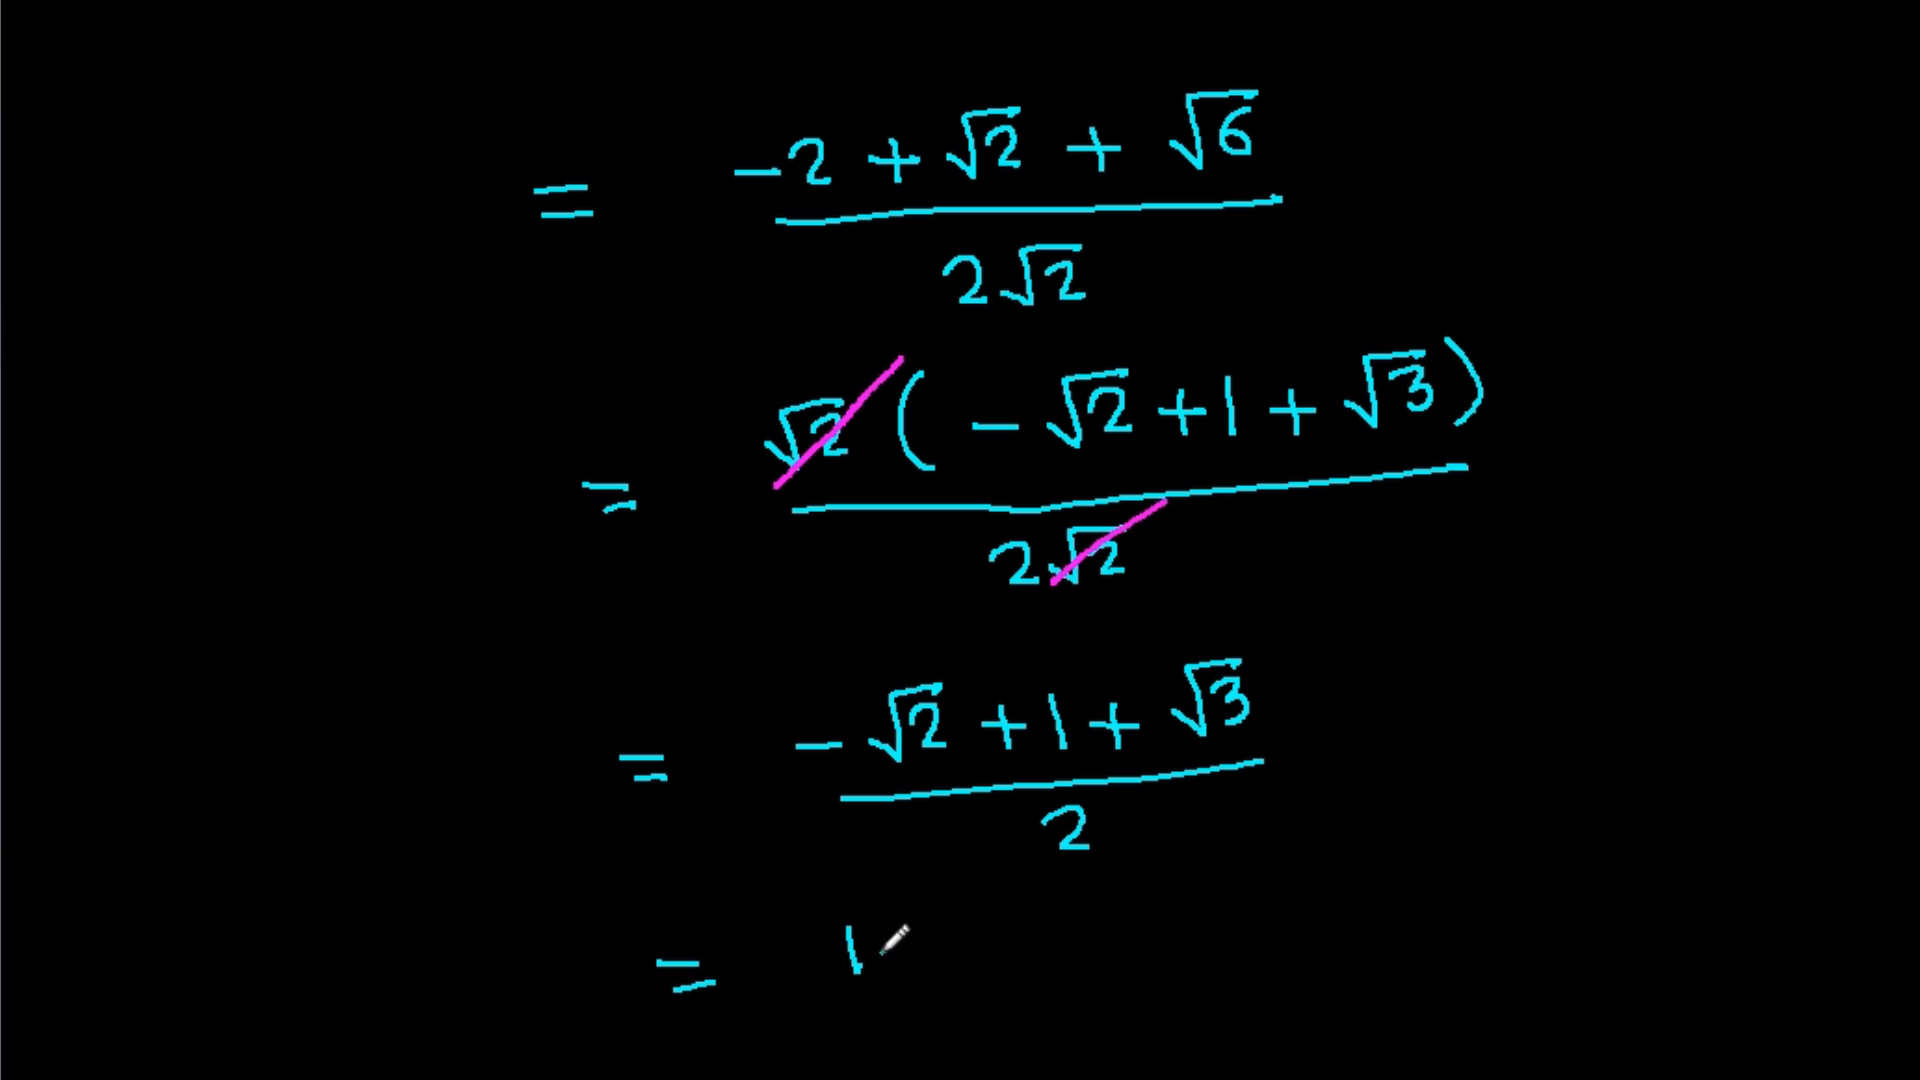 = (-2 + √2 + √6) / (2√2)
= √2(-√2 + 1 + √3) / (2√2)
= (-√2 + 1 + √3) / 2
= 1